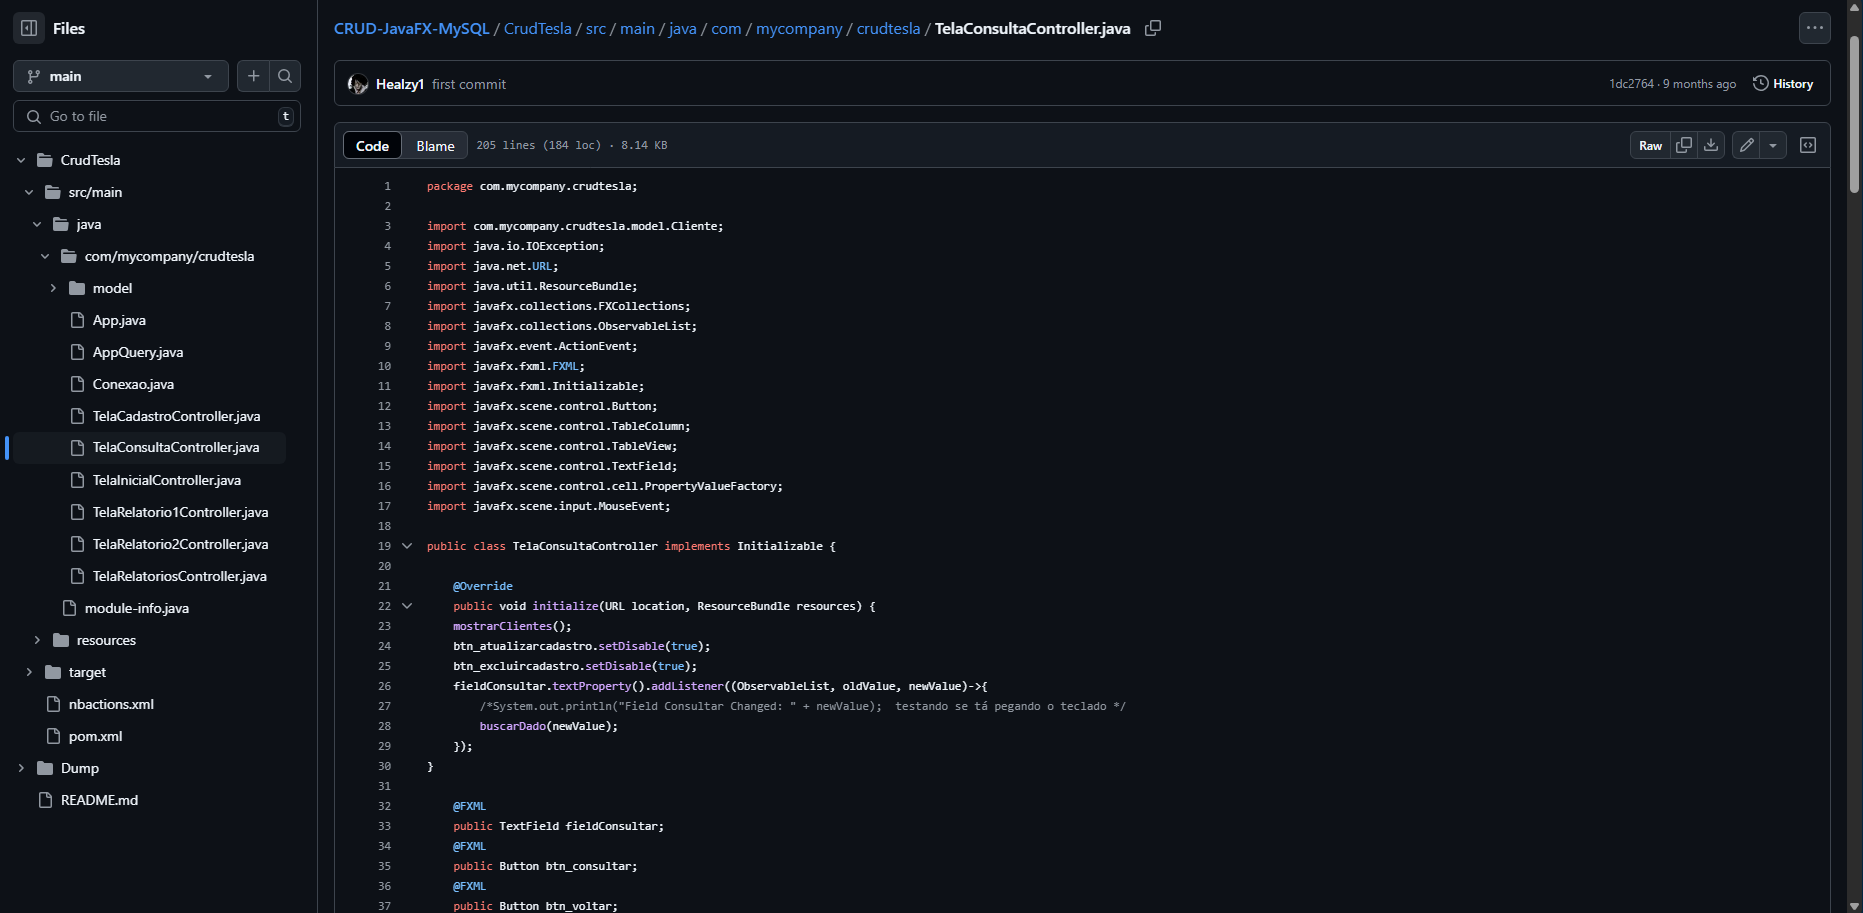 Files
main
Go to file
t
CrudTesla
src/main
java
com/mycompany/crudtesla
model
App.java
AppQuery.java
Conexao.java
TelaCadastroController.java
TelaConsultaController.java
TelaInicialController.java
TelaRelatorio1Controller.java
TelaRelatorio2Controller.java
TelaRelatoriosController.java
module-info.java
resources
target
nbactions.xml
pom.xml
Dump
README.md
CRUD-JavaFX-MySQL / CrudTesla / src / main / java / com / mycompany / crudtesla / TelaConsultaController.java
Healzy1 first commit
1dc2764 · 9 months ago
History
Code Blame 205 lines (184 loc) · 8.14 KB
Raw
1 package com.mycompany.crudtesla;
2
3 import com.mycompany.crudtesla.model.Cliente;
4 import java.io.IOException;
5 import java.net.URL;
6 import java.util.ResourceBundle;
7 import javafx.collections.FXCollections;
8 import javafx.collections.ObservableList;
9 import javafx.event.ActionEvent;
10 import javafx.fxml.FXML;
11 import javafx.fxml.Initializable;
12 import javafx.scene.control.Button;
13 import javafx.scene.control.TableColumn;
14 import javafx.scene.control.TableView;
15 import javafx.scene.control.TextField;
16 import javafx.scene.control.cell.PropertyValueFactory;
17 import javafx.scene.input.MouseEvent;
18
19 public class TelaConsultaController implements Initializable {
20
21 @Override
22 public void initialize(URL location, ResourceBundle resources) {
23 mostrarClientes();
24 btn_atualizarcadastro.setDisable(true);
25 btn_excluircadastro.setDisable(true);
26 fieldConsultar.textProperty().addListener((ObservableList, oldValue, newValue)->{
27 /*System.out.println("Field Consultar Changed: " + newValue);  testando se tá pegando o teclado */
28 buscarDado(newValue);
29 });
30 }
31
32 @FXML
33 public TextField fieldConsultar;
34 @FXML
35 public Button btn_consultar;
36 @FXML
37 public Button btn_voltar;